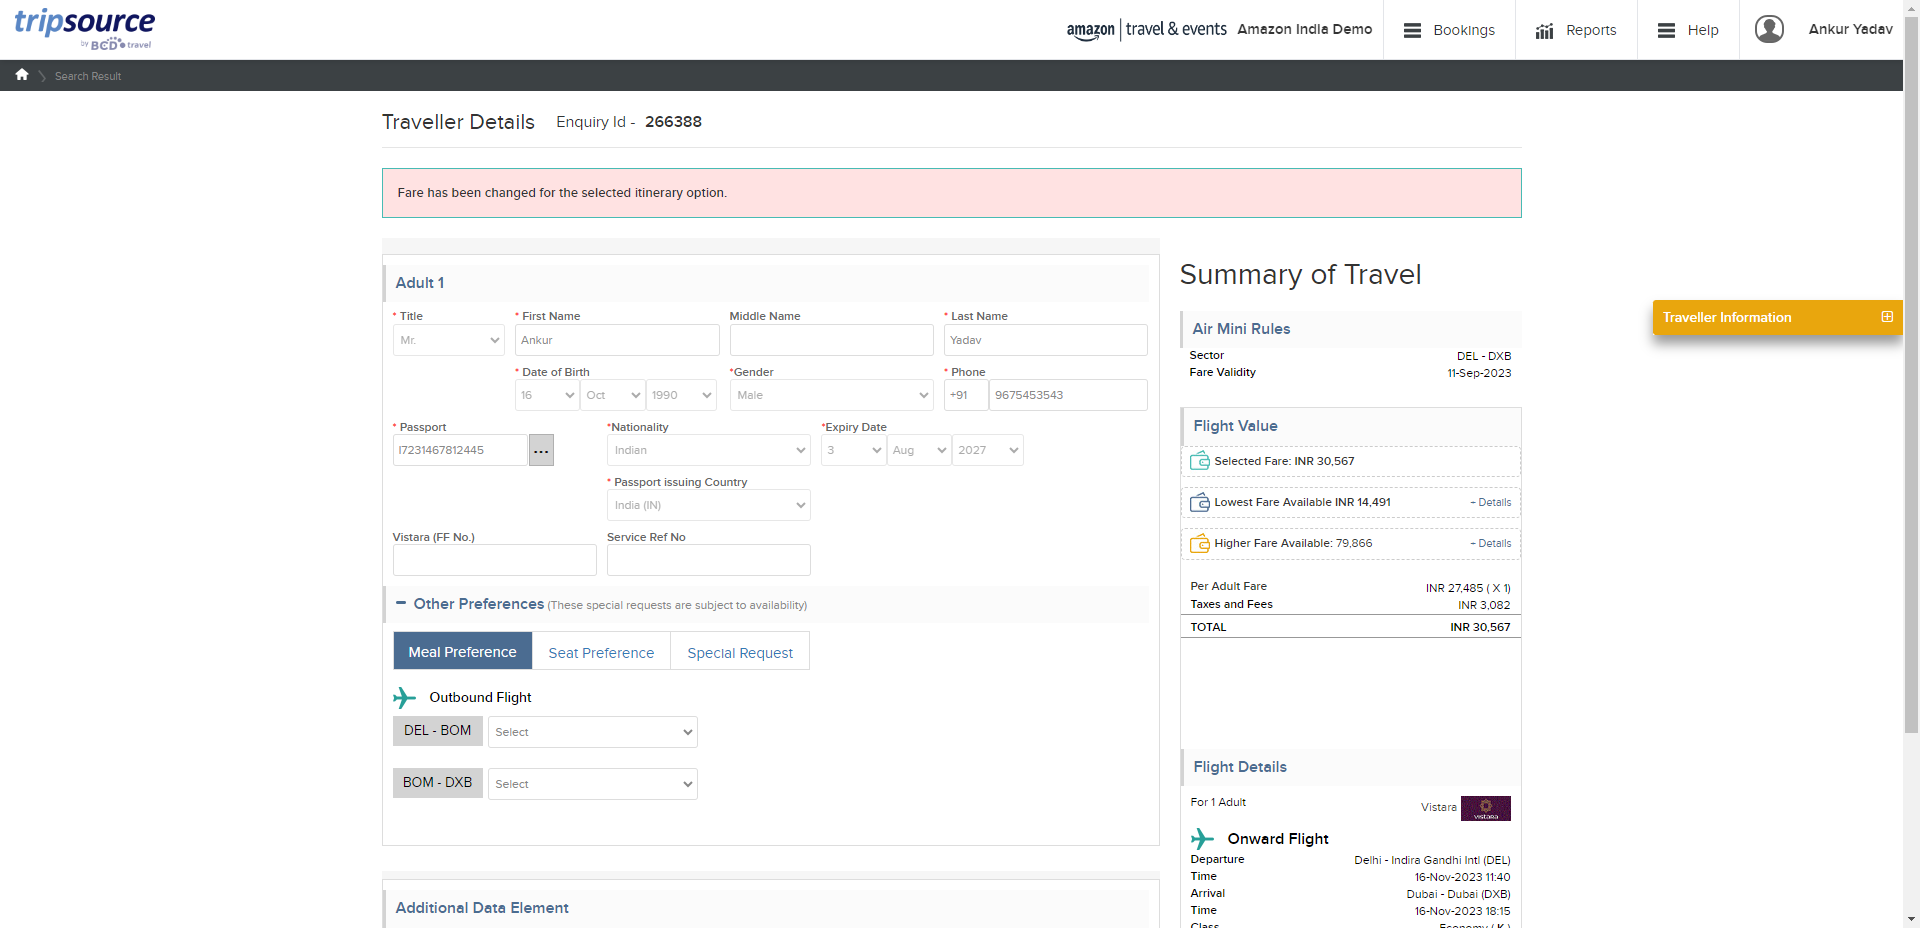 tripsource
by BCD travel
amazon | travel & events Amazon India Demo
Bookings
Reports
Help
Ankur Yadav
Search Result
Traveller Details Enquiry Id - 266388
Fare has been changed for the selected itinerary option.
Adult 1
* Title
* First Name
Middle Name
* Last Name
Mr.
Ankur
Yadav
* Date of Birth
*Gender
* Phone
16
Oct
1990
Male
+91
9675453543
* Passport
*Nationality
*Expiry Date
I7231467812445
...
Indian
3
Aug
2027
* Passport issuing Country
India (IN)
Vistara (FF No.)
Service Ref No
Other Preferences (These special requests are subject to availability)
Meal Preference
Seat Preference
Special Request
Outbound Flight
DEL - BOM
Select
BOM - DXB
Select
Additional Data Element
Summary of Travel
Air Mini Rules
Sector DEL - DXB
Fare Validity 11-Sep-2023
Flight Value
Selected Fare: INR 30,567
Lowest Fare Available INR 14,491 + Details
Higher Fare Available: 79,866 + Details
Per Adult Fare INR 27,485 ( X 1)
Taxes and Fees INR 3,082
TOTAL INR 30,567
Flight Details
For 1 Adult Vistara
VISTARA
Onward Flight
Departure Delhi - Indira Gandhi Intl (DEL)
Time 16-Nov-2023 11:40
Arrival Dubai - Dubai (DXB)
Time 16-Nov-2023 18:15
Class Economy ( K )
Traveller Information